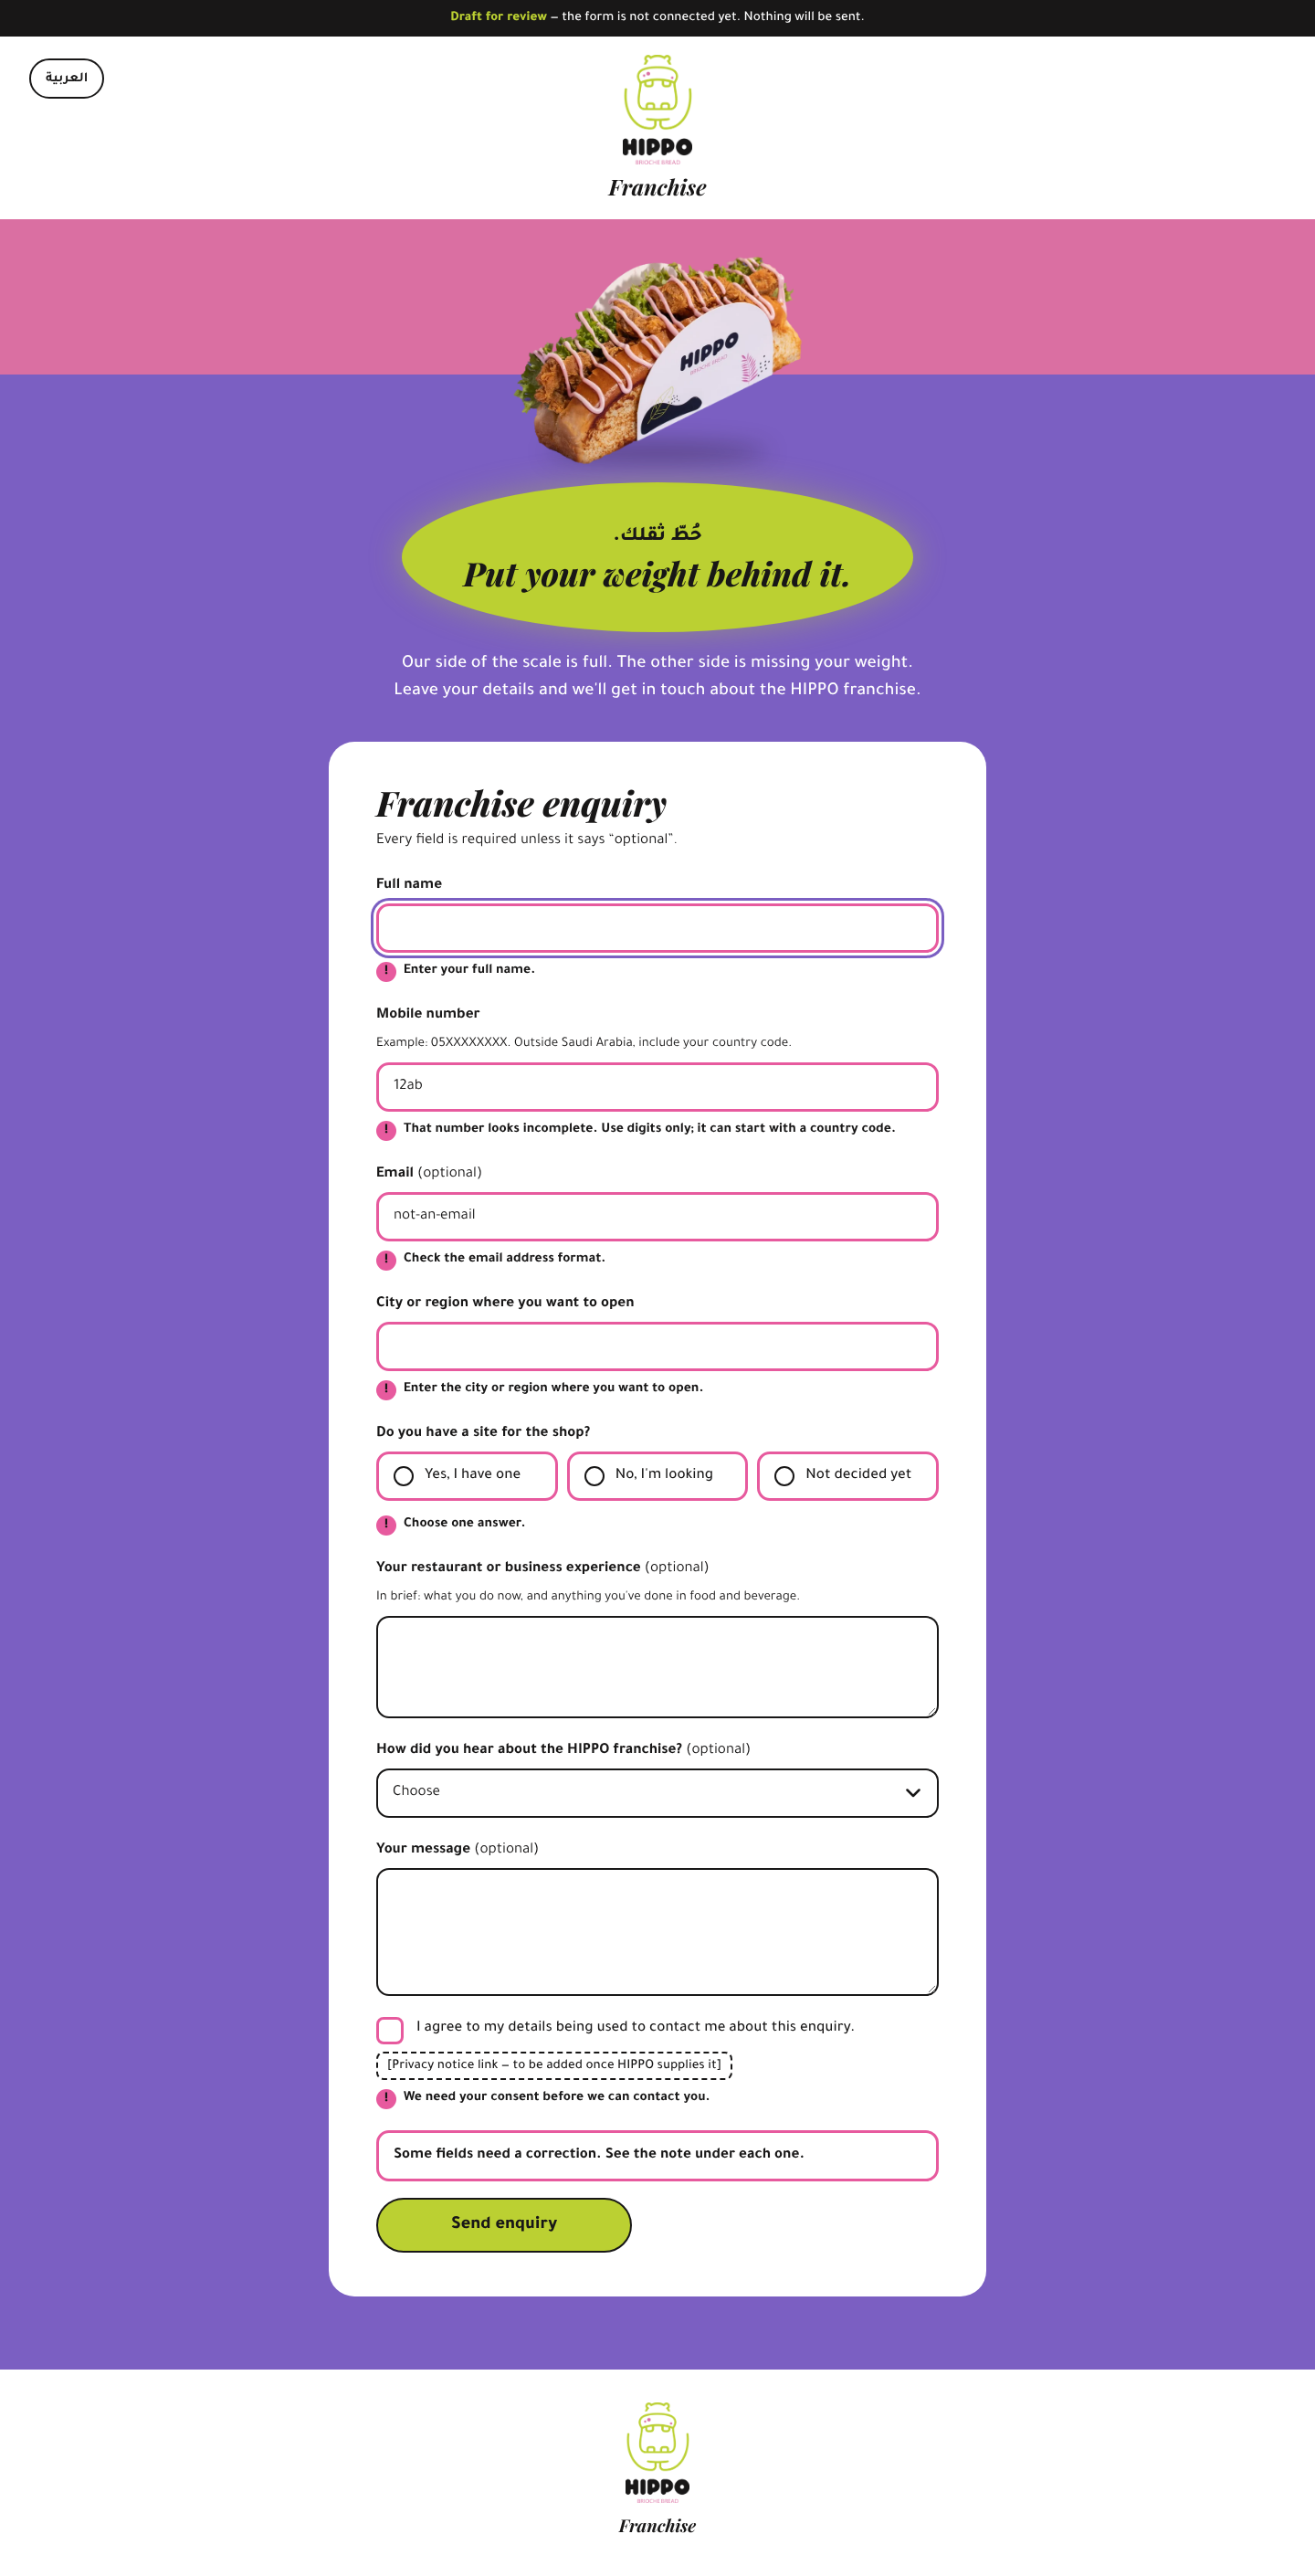 Draft for review – the form is not connected yet. Nothing will be sent.
العربية
HIPPO
BRIOCHE BREAD
Franchise
HIPPO
BRIOCHE BREAD
حُطّ ثقلك.
Put your weight behind it.
Our side of the scale is full. The other side is missing your weight.
Leave your details and we'll get in touch about the HIPPO franchise.
Franchise enquiry
Every field is required unless it says “optional”.
Full name
! Enter your full name.
Mobile number
Example: 05XXXXXXXX. Outside Saudi Arabia, include your country code.
12ab
! That number looks incomplete. Use digits only; it can start with a country code.
Email (optional)
not-an-email
! Check the email address format.
City or region where you want to open
! Enter the city or region where you want to open.
Do you have a site for the shop?
Yes, I have one
No, I'm looking
Not decided yet
! Choose one answer.
Your restaurant or business experience (optional)
In brief: what you do now, and anything you've done in food and beverage.
How did you hear about the HIPPO franchise? (optional)
Choose
Your message (optional)
I agree to my details being used to contact me about this enquiry.
[Privacy notice link – to be added once HIPPO supplies it]
! We need your consent before we can contact you.
Some fields need a correction. See the note under each one.
Send enquiry
HIPPO
BRIOCHE BREAD
Franchise